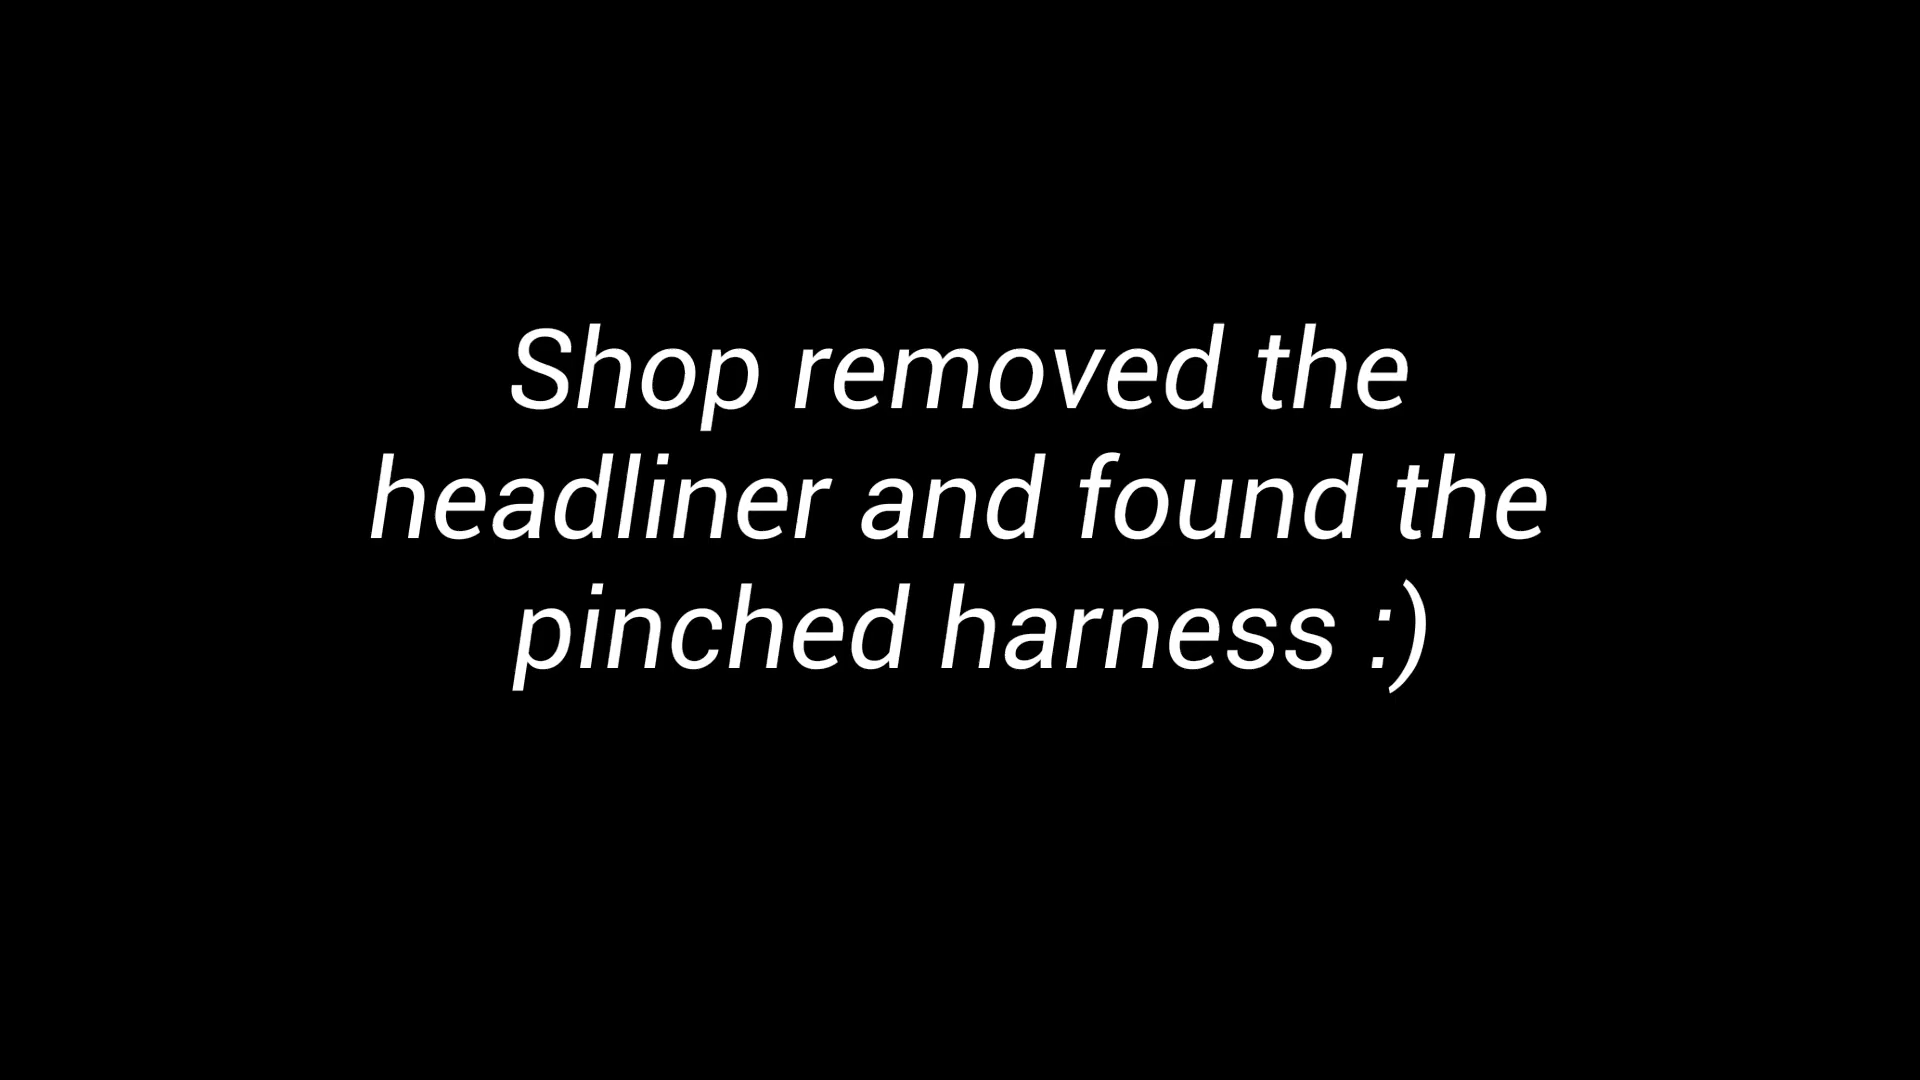 Shop removed the
headliner and found the
pinched harness :)